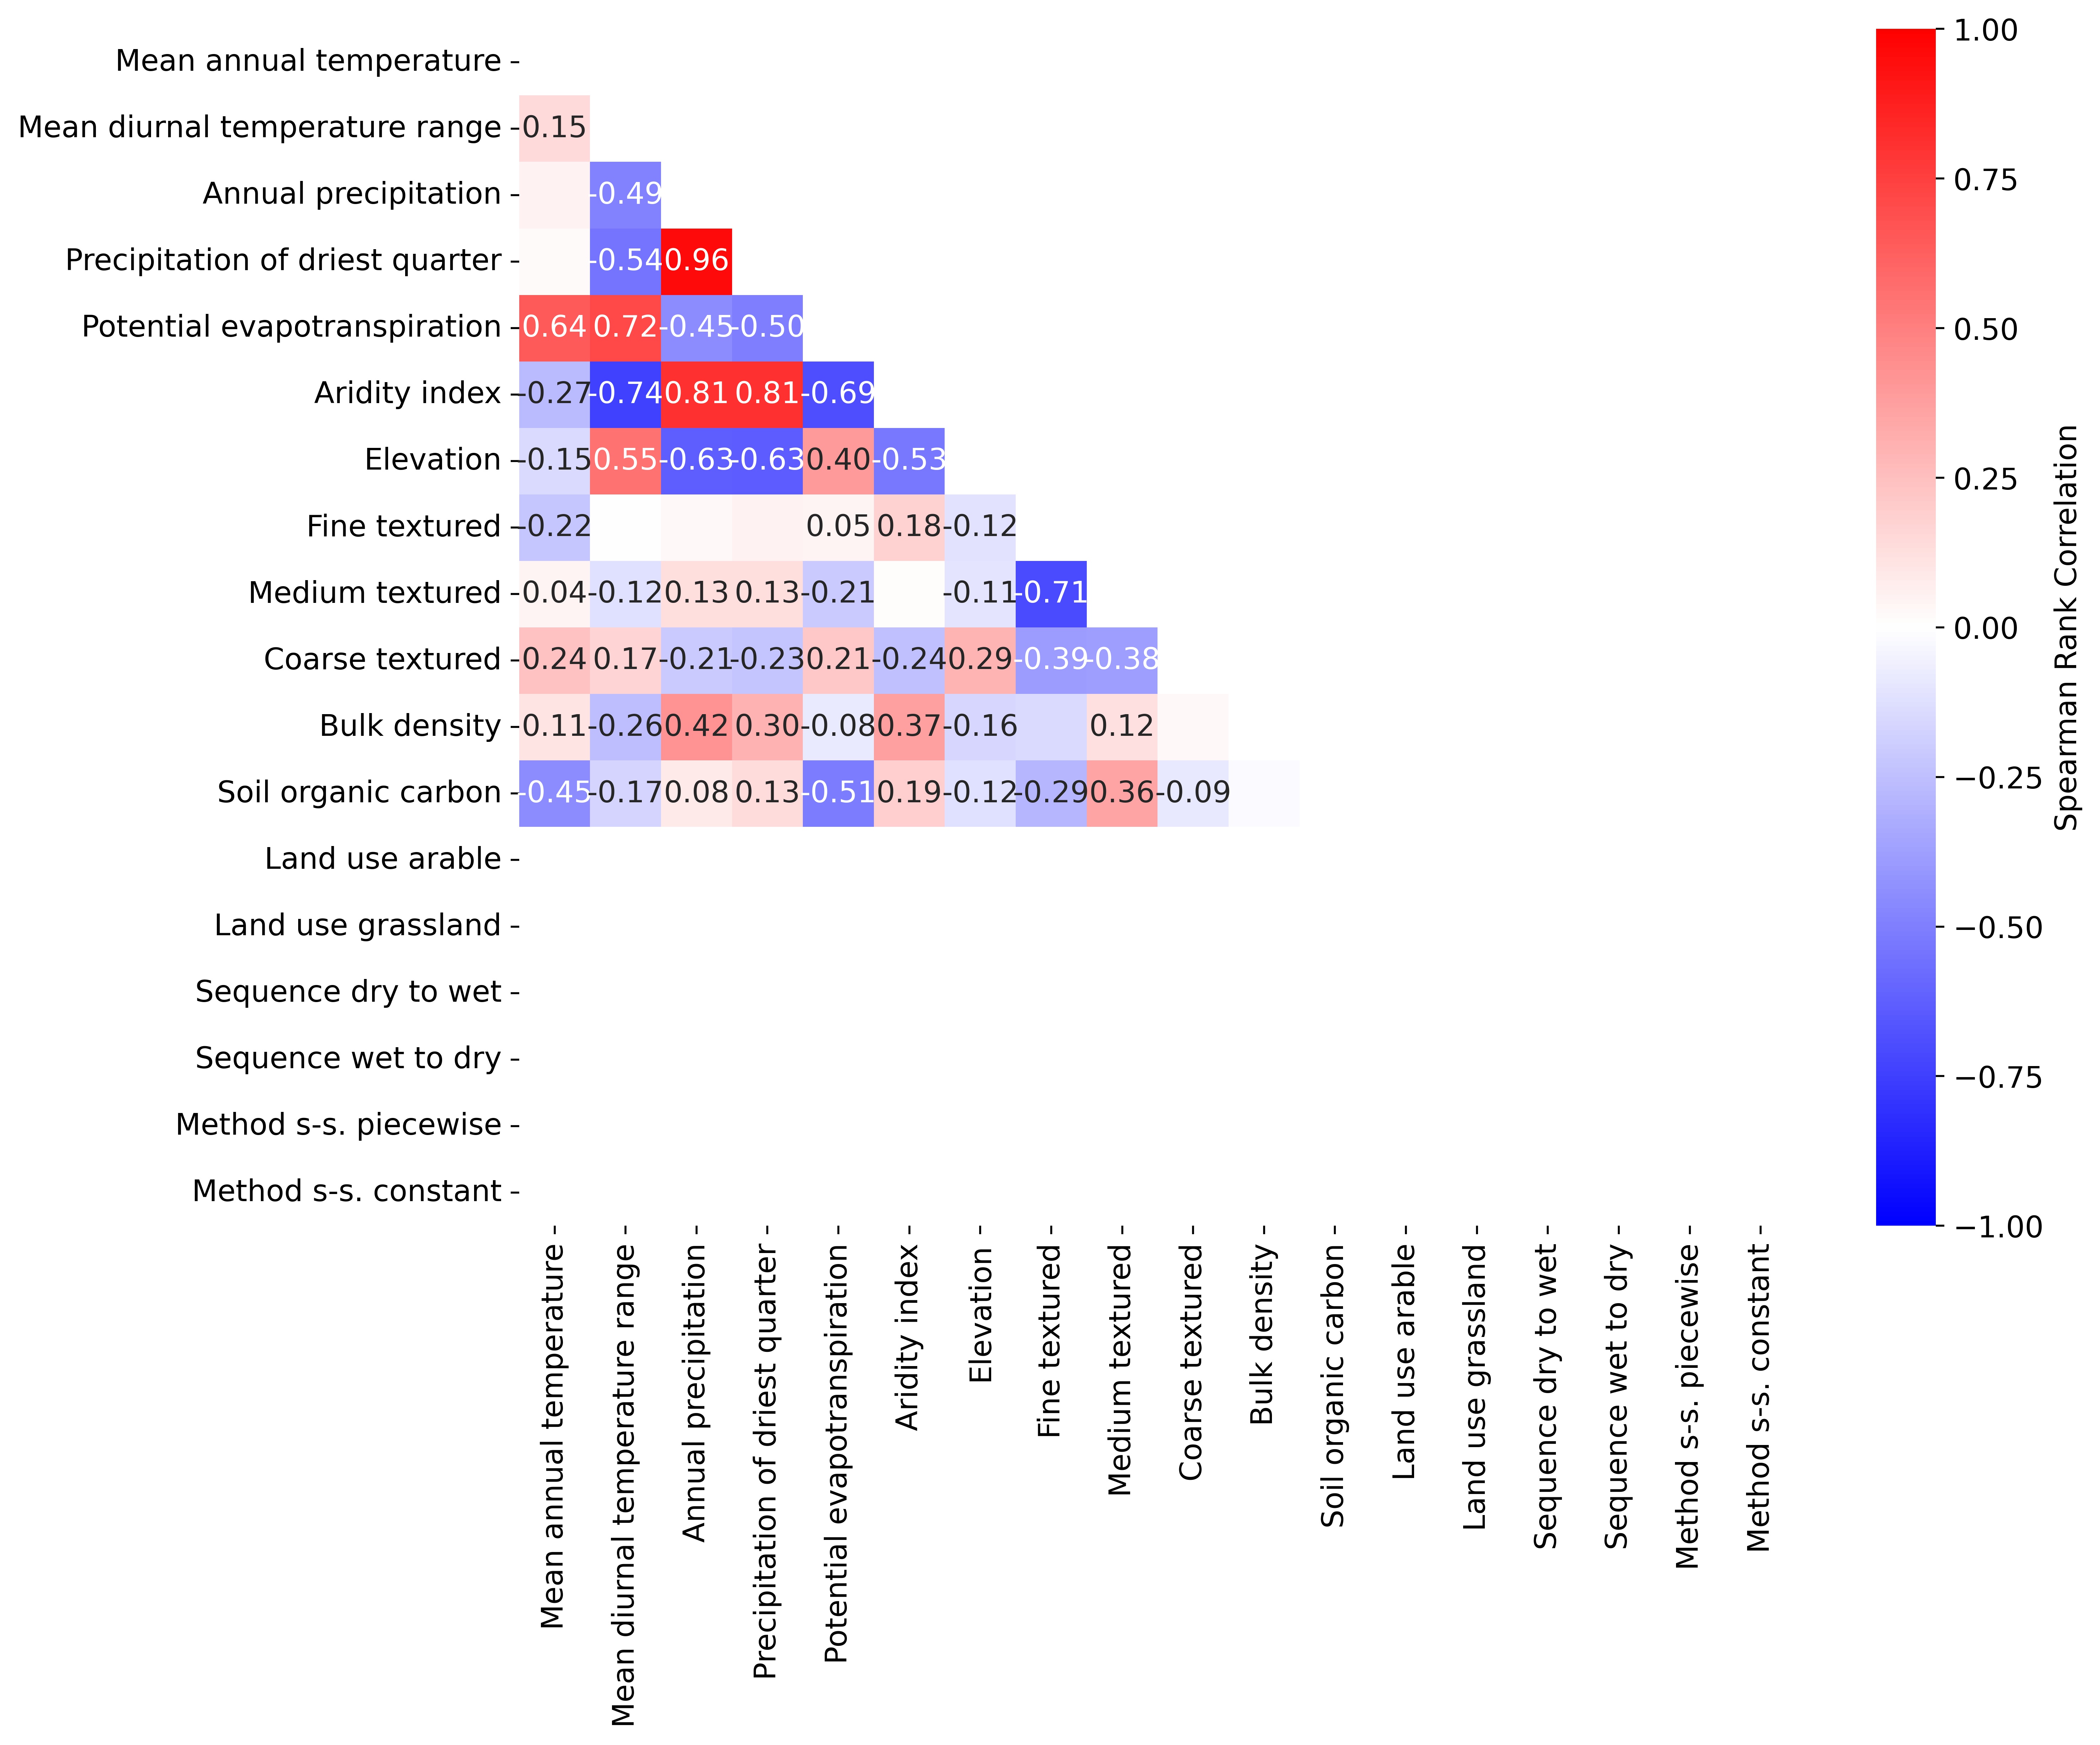 Mean annual temperature
Mean diurnal temperature range 0.15
Annual precipitation -0.49
Precipitation of driest quarter -0.54 0.96
Potential evapotranspiration 0.64 0.72 -0.45 -0.50
Aridity index -0.27 -0.74 0.81 0.81 -0.69
Elevation -0.15 0.55 -0.63 -0.63 0.40 -0.53
Fine textured -0.22 0.05 0.18 -0.12
Medium textured 0.04 -0.12 0.13 0.13 -0.21 -0.11 -0.71
Coarse textured 0.24 0.17 -0.21 -0.23 0.21 -0.24 0.29 -0.39 -0.38
Bulk density 0.11 -0.26 0.42 0.30 -0.08 0.37 -0.16 0.12
Soil organic carbon -0.45 -0.17 0.08 0.13 -0.51 0.19 -0.12 -0.29 0.36 -0.09
Land use arable
Land use grassland
Sequence dry to wet
Sequence wet to dry
Method s-s. piecewise
Method s-s. constant
Mean annual temperature
Mean diurnal temperature range
Annual precipitation
Precipitation of driest quarter
Potential evapotranspiration
Aridity index
Elevation
Fine textured
Medium textured
Coarse textured
Bulk density
Soil organic carbon
Land use arable
Land use grassland
Sequence dry to wet
Sequence wet to dry
Method s-s. piecewise
Method s-s. constant
1.00
0.75
0.50
0.25
0.00
−0.25
−0.50
−0.75
−1.00
Spearman Rank Correlation